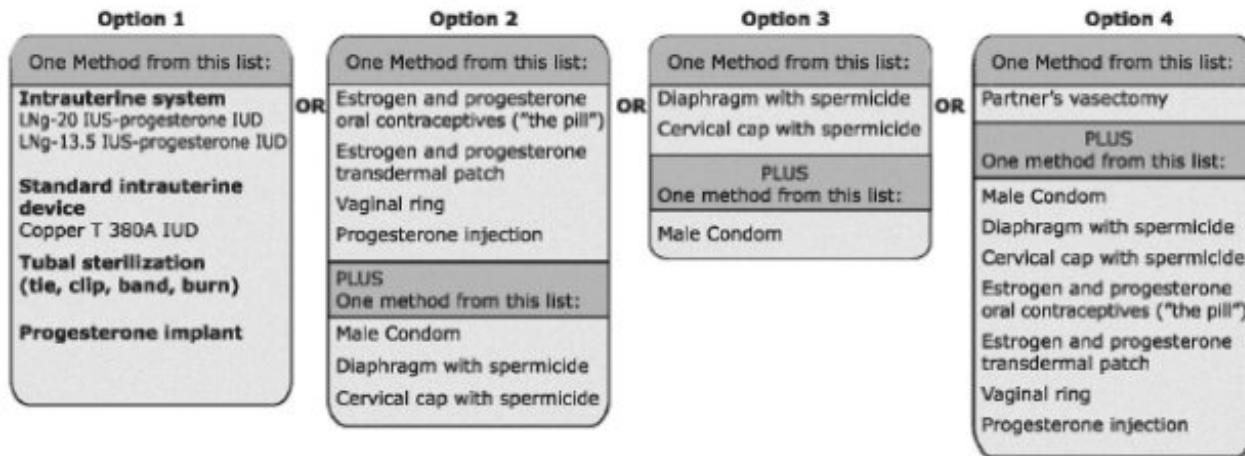 Option 1
One Method from this list:
Intrauterine system
LNg-20 IUS-progesterone IUD
LNg-13.5 IUS-progesterone IUD
Standard intrauterine
device
Copper T 380A IUD
Tubal sterilization
(tie, clip, band, burn)
Progesterone implant
OR
Option 2
One Method from this list:
Estrogen and progesterone
oral contraceptives ("the pill")
Estrogen and progesterone
transdermal patch
Vaginal ring
Progesterone injection
PLUS
One method from this list:
Male Condom
Diaphragm with spermicide
Cervical cap with spermicide
OR
Option 3
One Method from this list:
Diaphragm with spermicide
Cervical cap with spermicide
PLUS
One method from this list:
Male Condom
OR
Option 4
One Method from this list:
Partner's vasectomy
PLUS
One method from this list:
Male Condom
Diaphragm with spermicide
Cervical cap with spermicide
Estrogen and progesterone
oral contraceptives ("the pill")
Estrogen and progesterone
transdermal patch
Vaginal ring
Progesterone injection